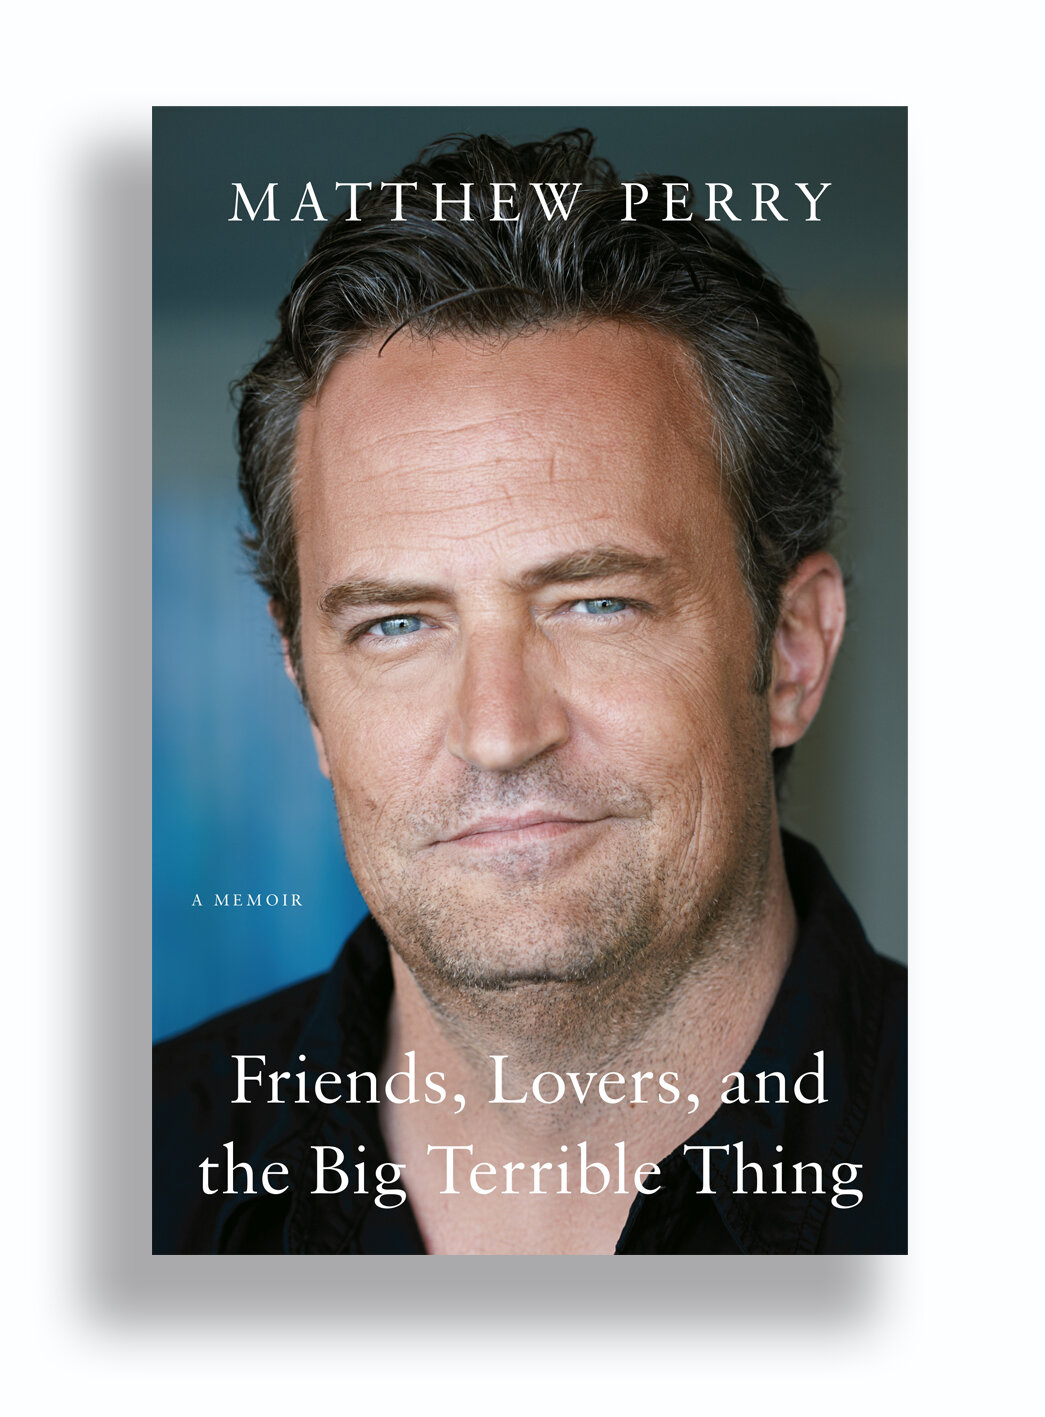 MATTHEW PERRY
A MEMOIR
Friends, Lovers, and
the Big Terrible Thing